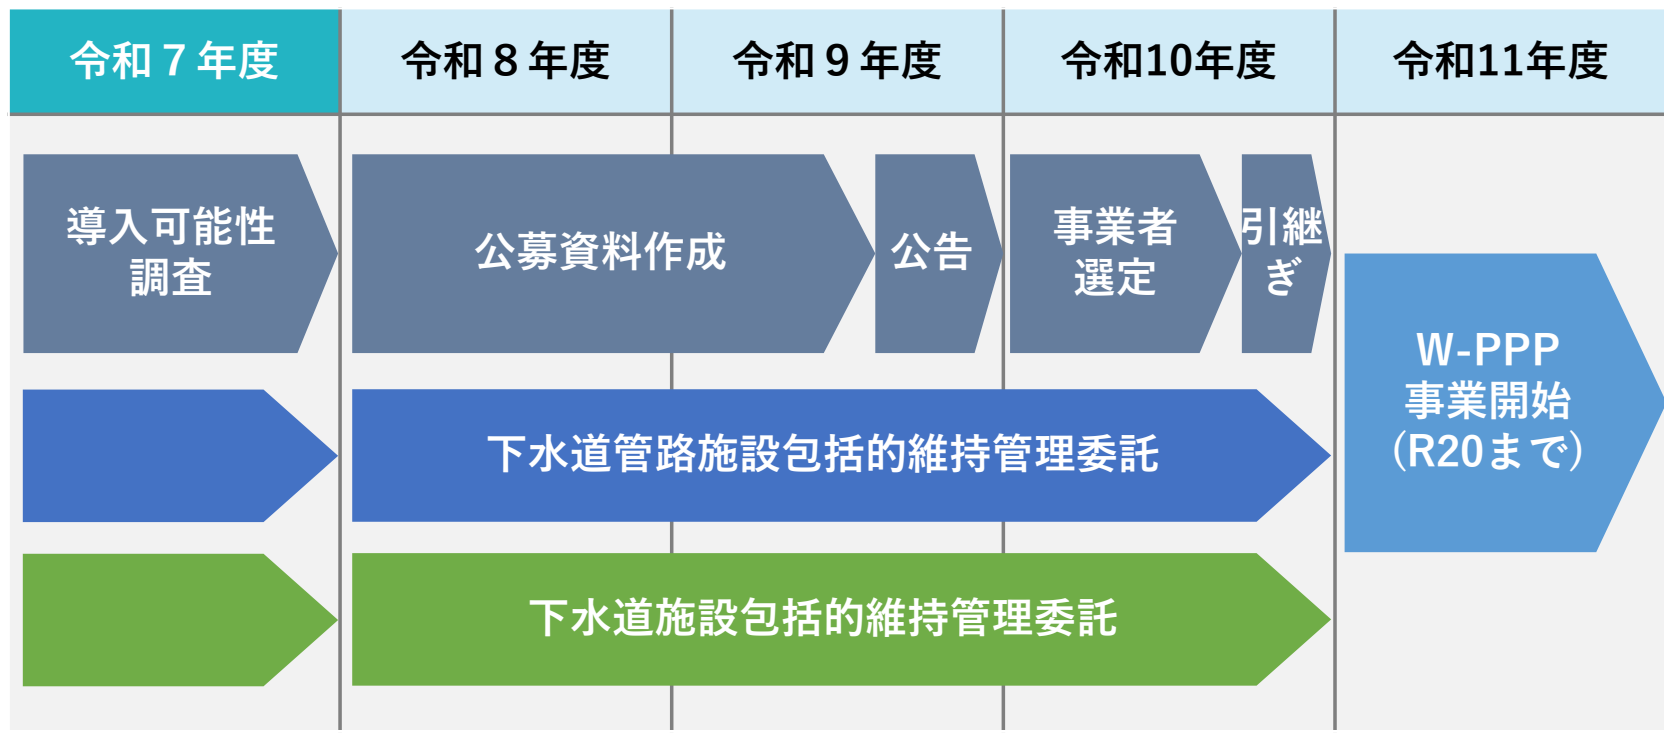 令和７年度
令和８年度
令和９年度
令和10年度
令和11年度
導入可能性
調査
公募資料作成
公告
事業者
選定
引継
ぎ
W-PPP
事業開始
(R20まで)
下水道管路施設包括的維持管理委託
下水道施設包括的維持管理委託